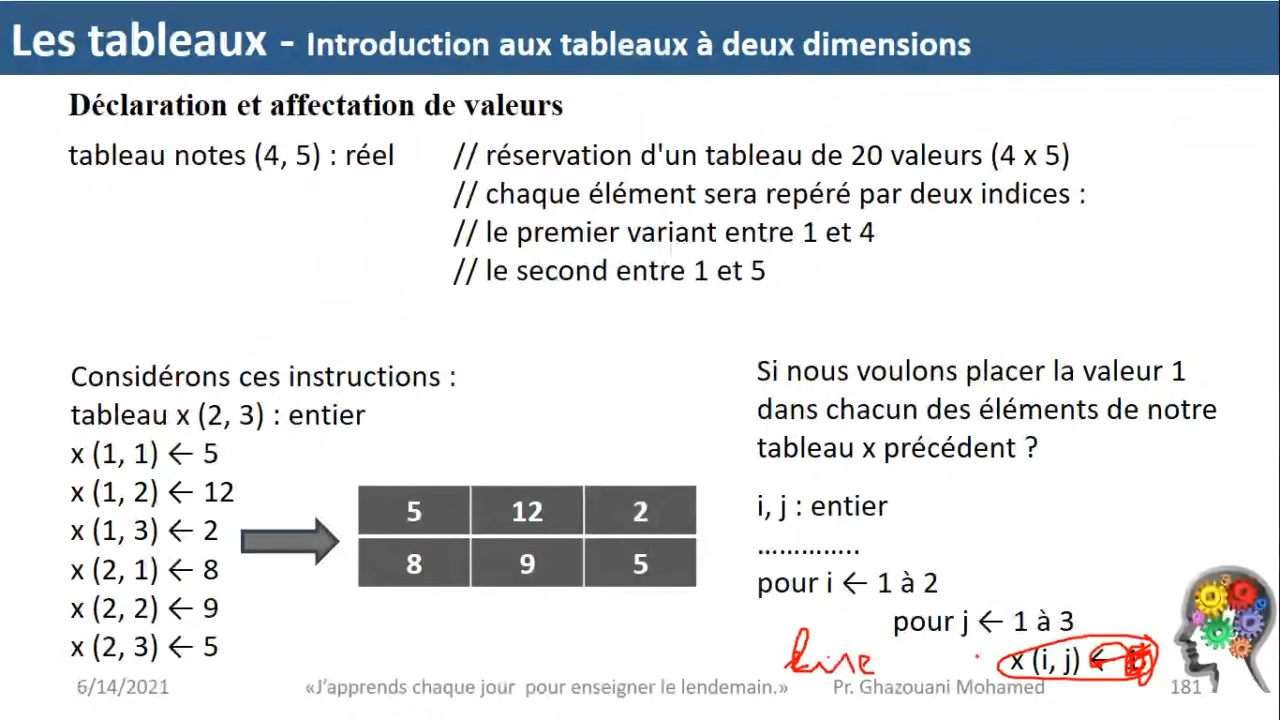 Les tableaux - Introduction aux tableaux à deux dimensions
Déclaration et affectation de valeurs
tableau notes (4, 5) : réel // réservation d'un tableau de 20 valeurs (4 x 5)
// chaque élément sera repéré par deux indices :
// le premier variant entre 1 et 4
// le second entre 1 et 5
Considérons ces instructions :
tableau x (2, 3) : entier
x (1, 1) ← 5
x (1, 2) ← 12
x (1, 3) ← 2
x (2, 1) ← 8
x (2, 2) ← 9
x (2, 3) ← 5
5 12 2
8 9 5
Si nous voulons placer la valeur 1
dans chacun des éléments de notre
tableau x précédent ?
i, j : entier
…………..
pour i ← 1 à 2
pour j ← 1 à 3
lire x (i, j) ←
6/14/2021 «J'apprends chaque jour pour enseigner le lendemain.» Pr. Ghazouani Mohamed 181